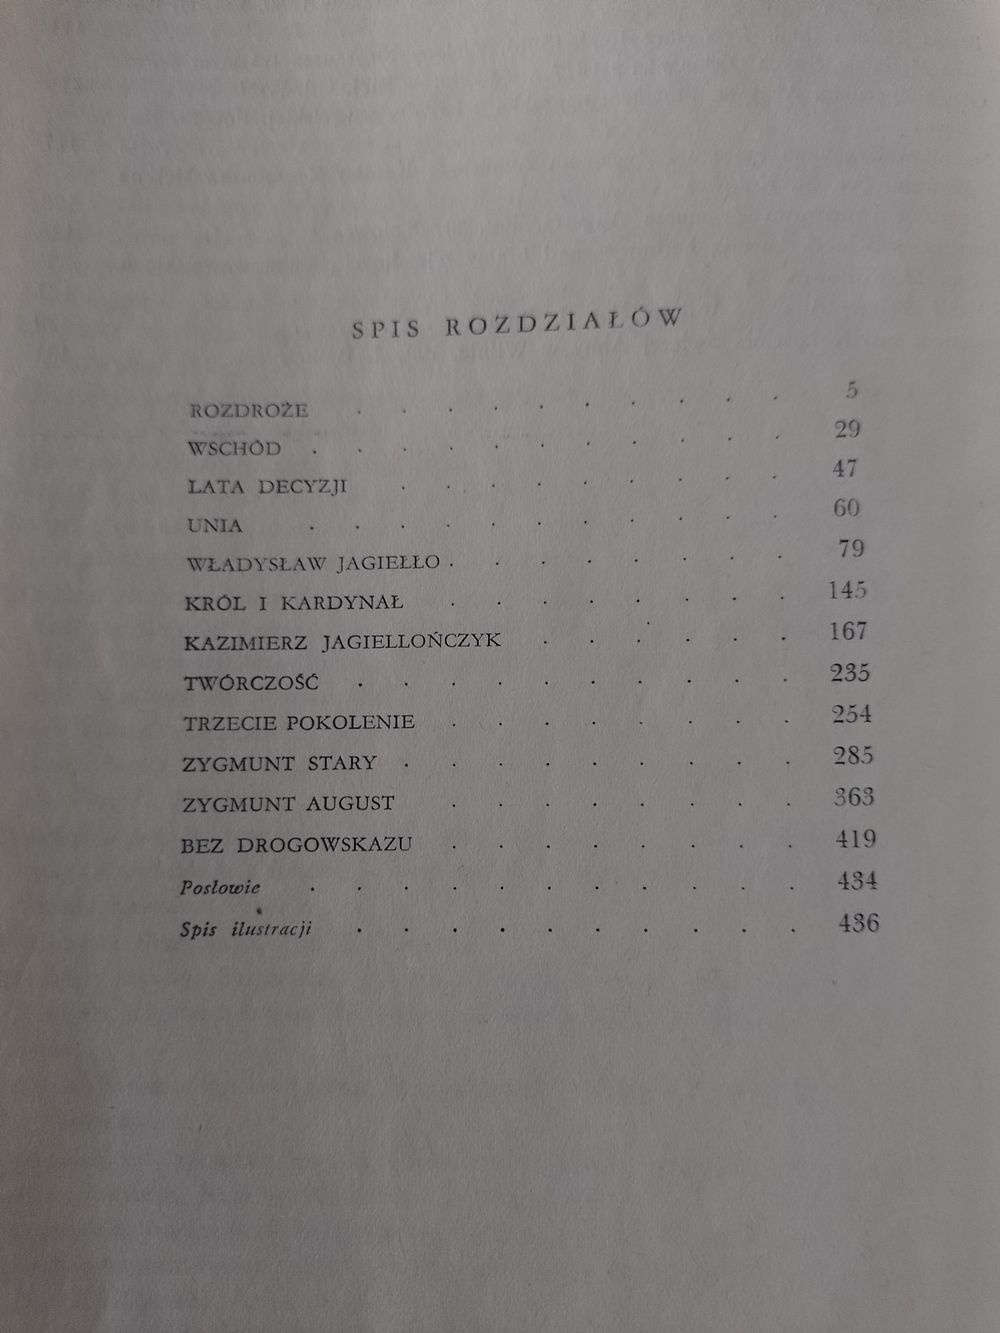 SPIS ROZDZIAŁÓW
ROZDROŻE . . . . . . . . . . 5
WSCHÓD . . . . . . . . . . . 29
LATA DECYZJI . . . . . . . . . 47
UNIA . . . . . . . . . . . 60
WŁADYSŁAW JAGIEŁŁO . . . . . . . . 79
KRÓL I KARDYNAŁ . . . . . . . . 145
KAZIMIERZ JAGIELLOŃCZYK . . . . . . 167
TWÓRCZOŚĆ . . . . . . . . . . 235
TRZECIE POKOLENIE . . . . . . . . 254
ZYGMUNT STARY . . . . . . . . . 285
ZYGMUNT AUGUST . . . . . . . . 363
BEZ DROGOWSKAZU . . . . . . . . 419
Posłowie . . . . . . . . . . . 434
Spis ilustracji . . . . . . . . . . 436